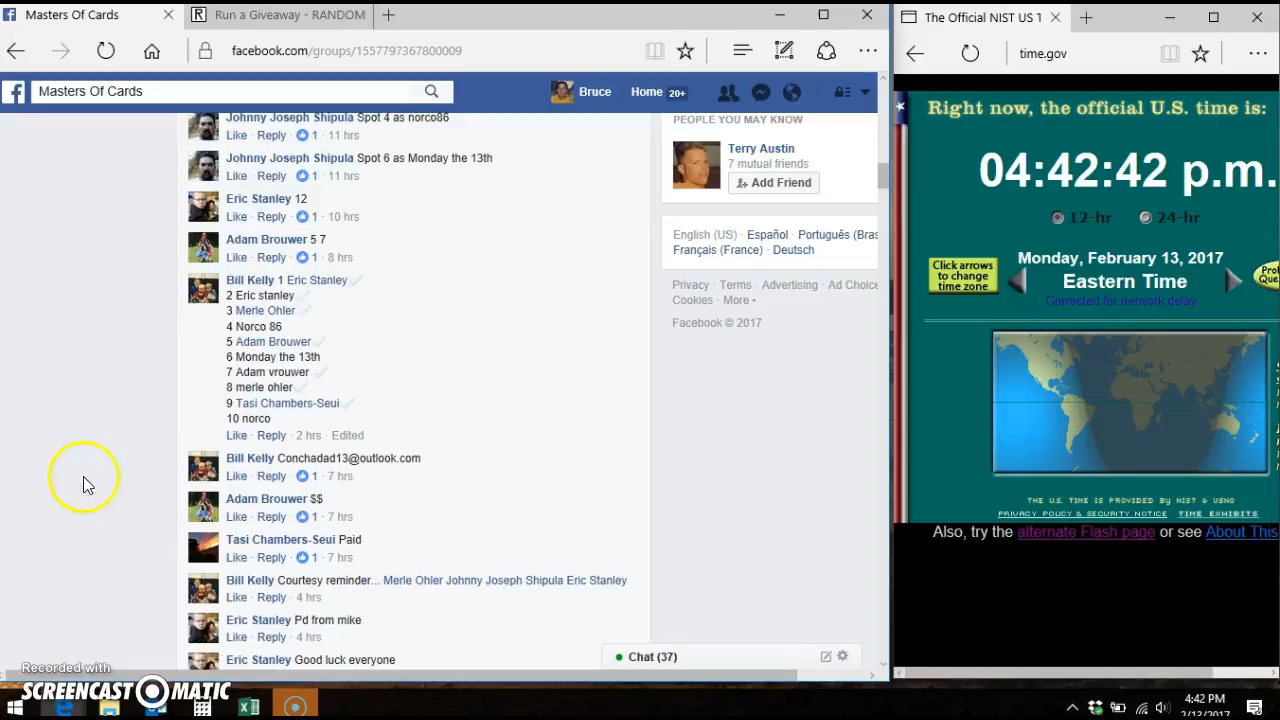 Masters Of Cards
Run a Giveaway - RANDOM
facebook.com/groups/1557797367800009
Masters Of Cards
Bruce
Home 20+
Johnny Joseph Shipula Spot 4 as norco86
Like · Reply · 1 · 11 hrs
Johnny Joseph Shipula Spot 6 as Monday the 13th
Like · Reply · 1 · 11 hrs
Eric Stanley 12
Like · Reply · 1 · 10 hrs
Adam Brouwer 5 7
Like · Reply · 1 · 8 hrs
Bill Kelly 1 Eric Stanley
2 Eric stanley
3 Merle Ohler
4 Norco 86
5 Adam Brouwer
6 Monday the 13th
7 Adam vrouwer
8 merle ohler
9 Tasi Chambers-Seui
10 norco
Like · Reply · 2 hrs · Edited
Bill Kelly Conchadad13@outlook.com
Like · Reply · 1 · 7 hrs
Adam Brouwer $$
Like · Reply · 1 · 7 hrs
Tasi Chambers-Seui Paid
Like · Reply · 1 · 7 hrs
Bill Kelly Courtesy reminder... Merle Ohler Johnny Joseph Shipula Eric Stanley
Like · Reply · 4 hrs
Eric Stanley Pd from mike
Like · Reply · 4 hrs
Eric Stanley Good luck everyone
PEOPLE YOU MAY KNOW
Terry Austin
7 mutual friends
Add Friend
English (US) · Español · Português (Bras
Français (France) · Deutsch
Privacy · Terms · Advertising · Ad Choice
Cookies · More
Facebook © 2017
Chat (37)
The Official NIST US T
time.gov
Right now, the official U.S. time is:
04:42:42 p.m.
12-hr 24-hr
Click arrows
to change
time zone
Monday, February 13, 2017
Eastern Time
Corrected for network delay
THE U.S. TIME IS PROVIDED BY NIST & USNO
PRIVACY POLICY & SECURITY NOTICE TIME EXHIBITS
Also, try the alternate Flash page or see About This
Recorded with
SCREENCAST-O-MATIC
4:42 PM
2/13/2017